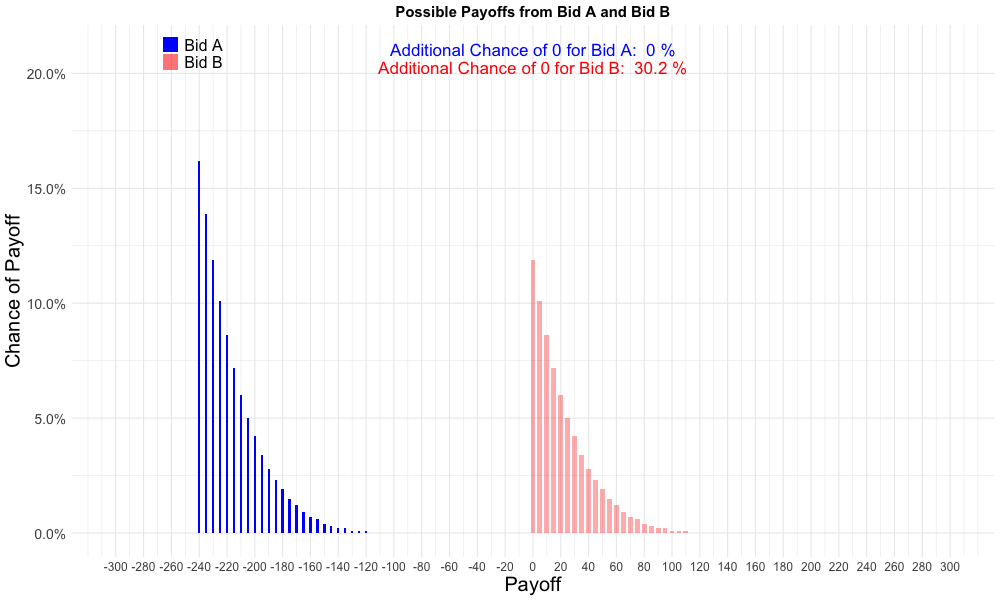 Possible Payoffs from Bid A and Bid B
Bid A
Bid B
Additional Chance of 0 for Bid A:  0 %
Additional Chance of 0 for Bid B:  30.2 %
Chance of Payoff
20.0%
15.0%
10.0%
5.0%
0.0%
-300 -280 -260 -240 -220 -200 -180 -160 -140 -120 -100 -80 -60 -40 -20 0 20 40 60 80 100 120 140 160 180 200 220 240 260 280 300
Payoff